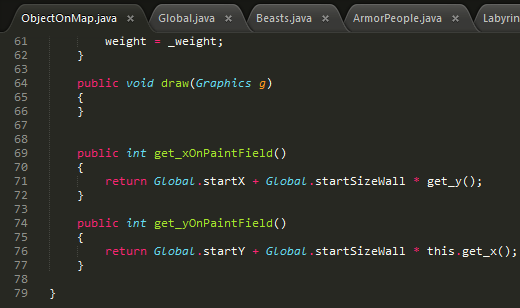 ObjectOnMap.java × Global.java × Beasts.java × ArmorPeople.java × Labyrin
61 weight = _weight;
62 }
63
64 public void draw(Graphics g)
65 {
66 }
67
68
69 public int get_xOnPaintField()
70 {
71 return Global.startX + Global.startSizeWall * get_y();
72 }
73
74 public int get_yOnPaintField()
75 {
76 return Global.startY + Global.startSizeWall * this.get_x();
77 }
78
79 }